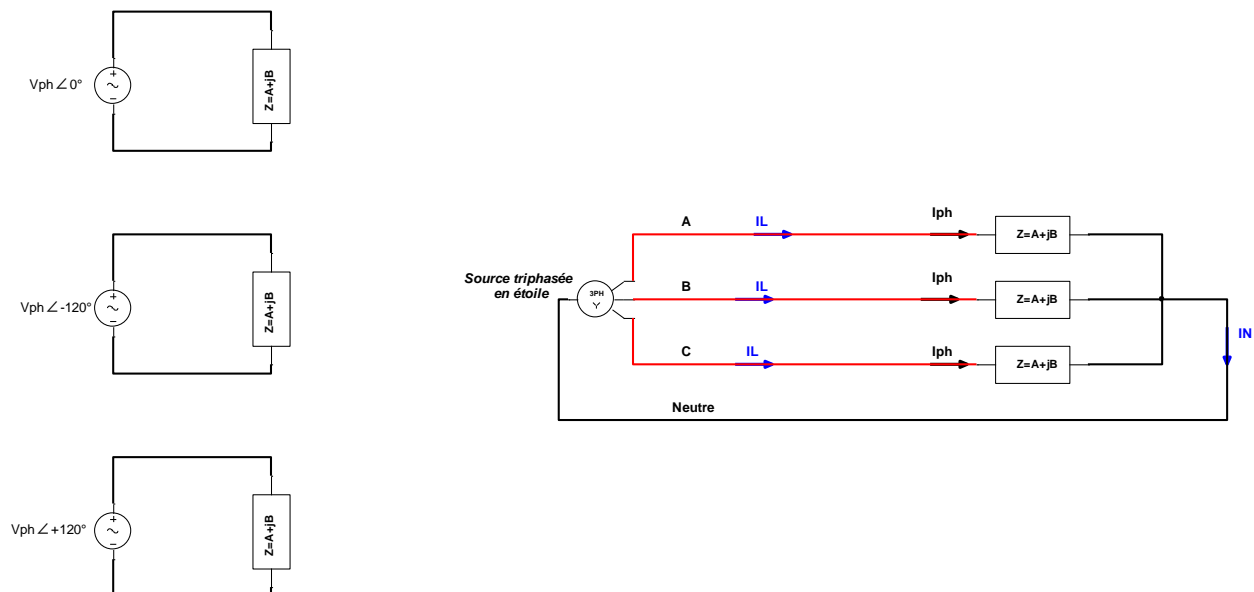 Vph∠0°
+
−
Z=A+jB
Vph∠-120°
+
−
Z=A+jB
Vph∠+120°
+
−
Z=A+jB
A
IL
Iph
Z=A+jB
Source triphasée
en étoile
3PH
Y
B
IL
Iph
Z=A+jB
C
IL
Iph
Z=A+jB
IN
Neutre